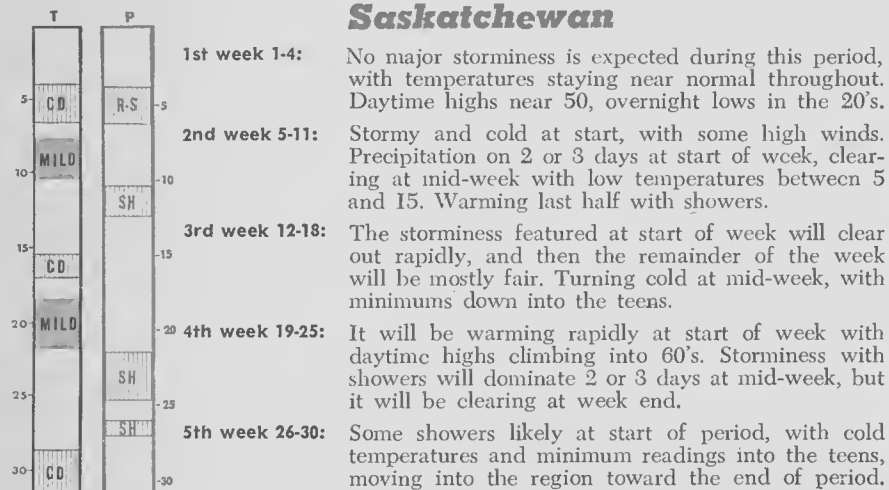 Saskatchewan
T P
1st week 1-4: No major storminess is expected during this period,
with temperatures staying near normal throughout.
Daytime highs near 50, overnight lows in the 20's.
2nd week 5-11: Stormy and cold at start, with some high winds.
Precipitation on 2 or 3 days at start of week, clear-
ing at mid-week with low temperatures between 5
and 15. Warming last half with showers.
3rd week 12-18: The storminess featured at start of week will clear
out rapidly, and then the remainder of the week
will be mostly fair. Turning cold at mid-week, with
minimums down into the teens.
4th week 19-25: It will be warming rapidly at start of week with
daytime highs climbing into 60's. Storminess with
showers will dominate 2 or 3 days at mid-week, but
it will be clearing at week end.
5th week 26-30: Some showers likely at start of period, with cold
temperatures and minimum readings into the teens,
moving into the region toward the end of period.
5 CD R-S 5
MILD
10 10
SH
15 15
CD
20 MILD 20
SH
25 25
SH
30 CD 30